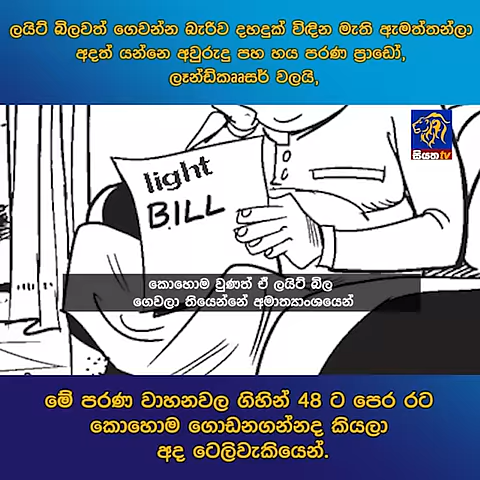 ලයිට් බිලවත් ගෙවන්න බැරිව දහදුක් විඳින මැති ඇමත්තන්ලා
අදත් යන්නෙ අවුරුදු පහ හය පරණ ප්‍රාඩෝ,
ලෑන්ඩ්කෲසර් වලයි,
සියත tv
light
BILL
කොහොම වුණත් ඒ ලයිට් බිල
ගෙවලා තියෙන්නේ අමාත්‍යාංශයෙන්
මේ පරණ වාහනවල ගිහින් 48 ට පෙර රට
කොහොම ගොඩනගන්නද කියලා
අද ටෙලිවැකියෙන්.